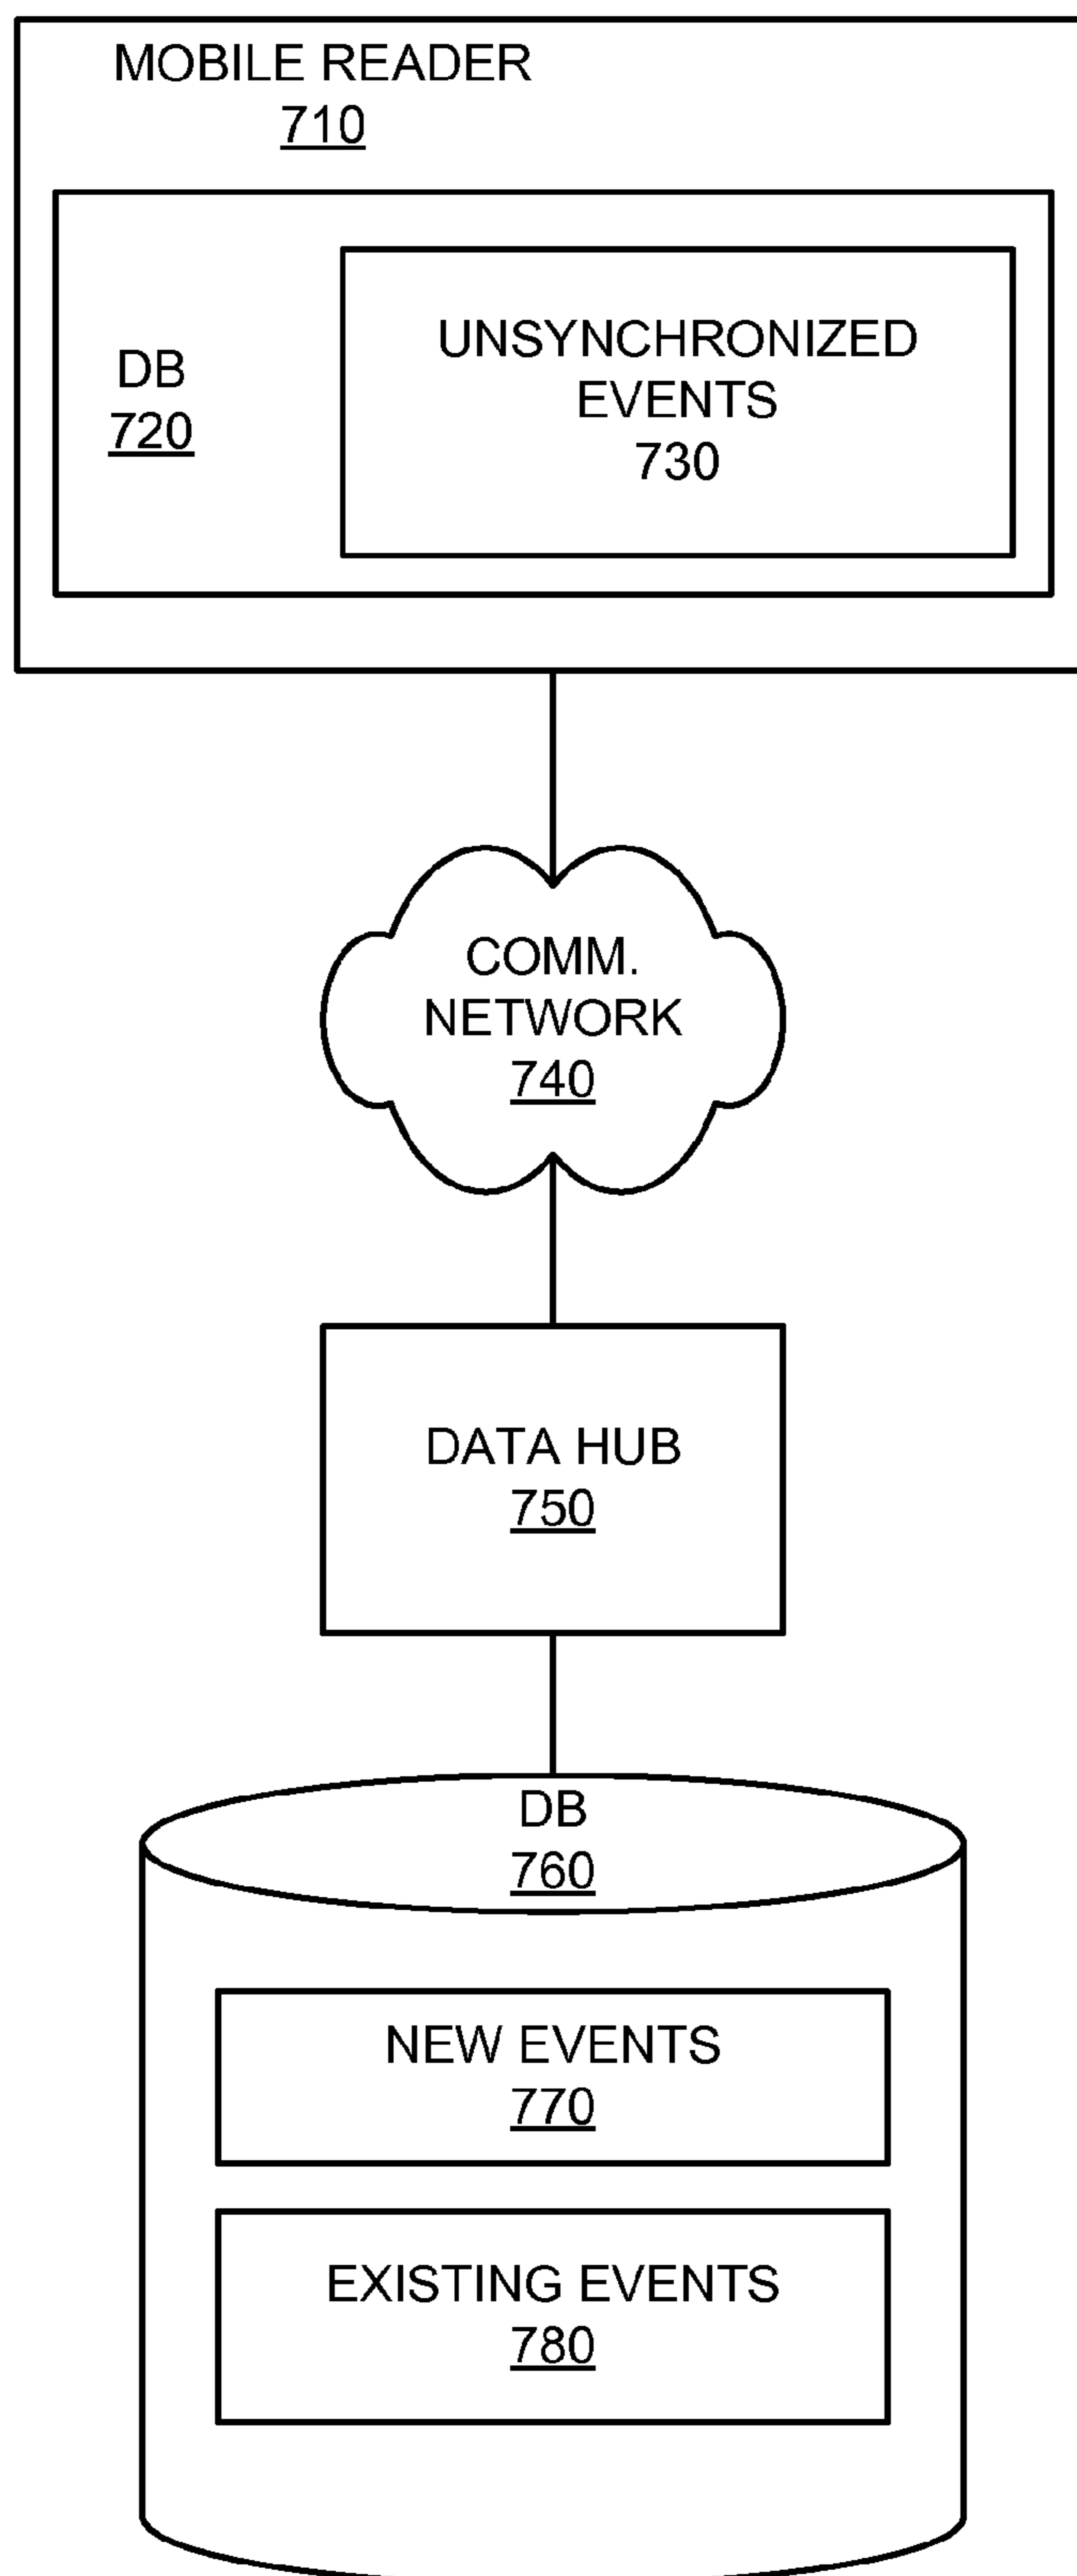 MOBILE READER
710
DB
720
UNSYNCHRONIZED
EVENTS
730
COMM.
NETWORK
740
DATA HUB
750
DB
760
NEW EVENTS
770
EXISTING EVENTS
780